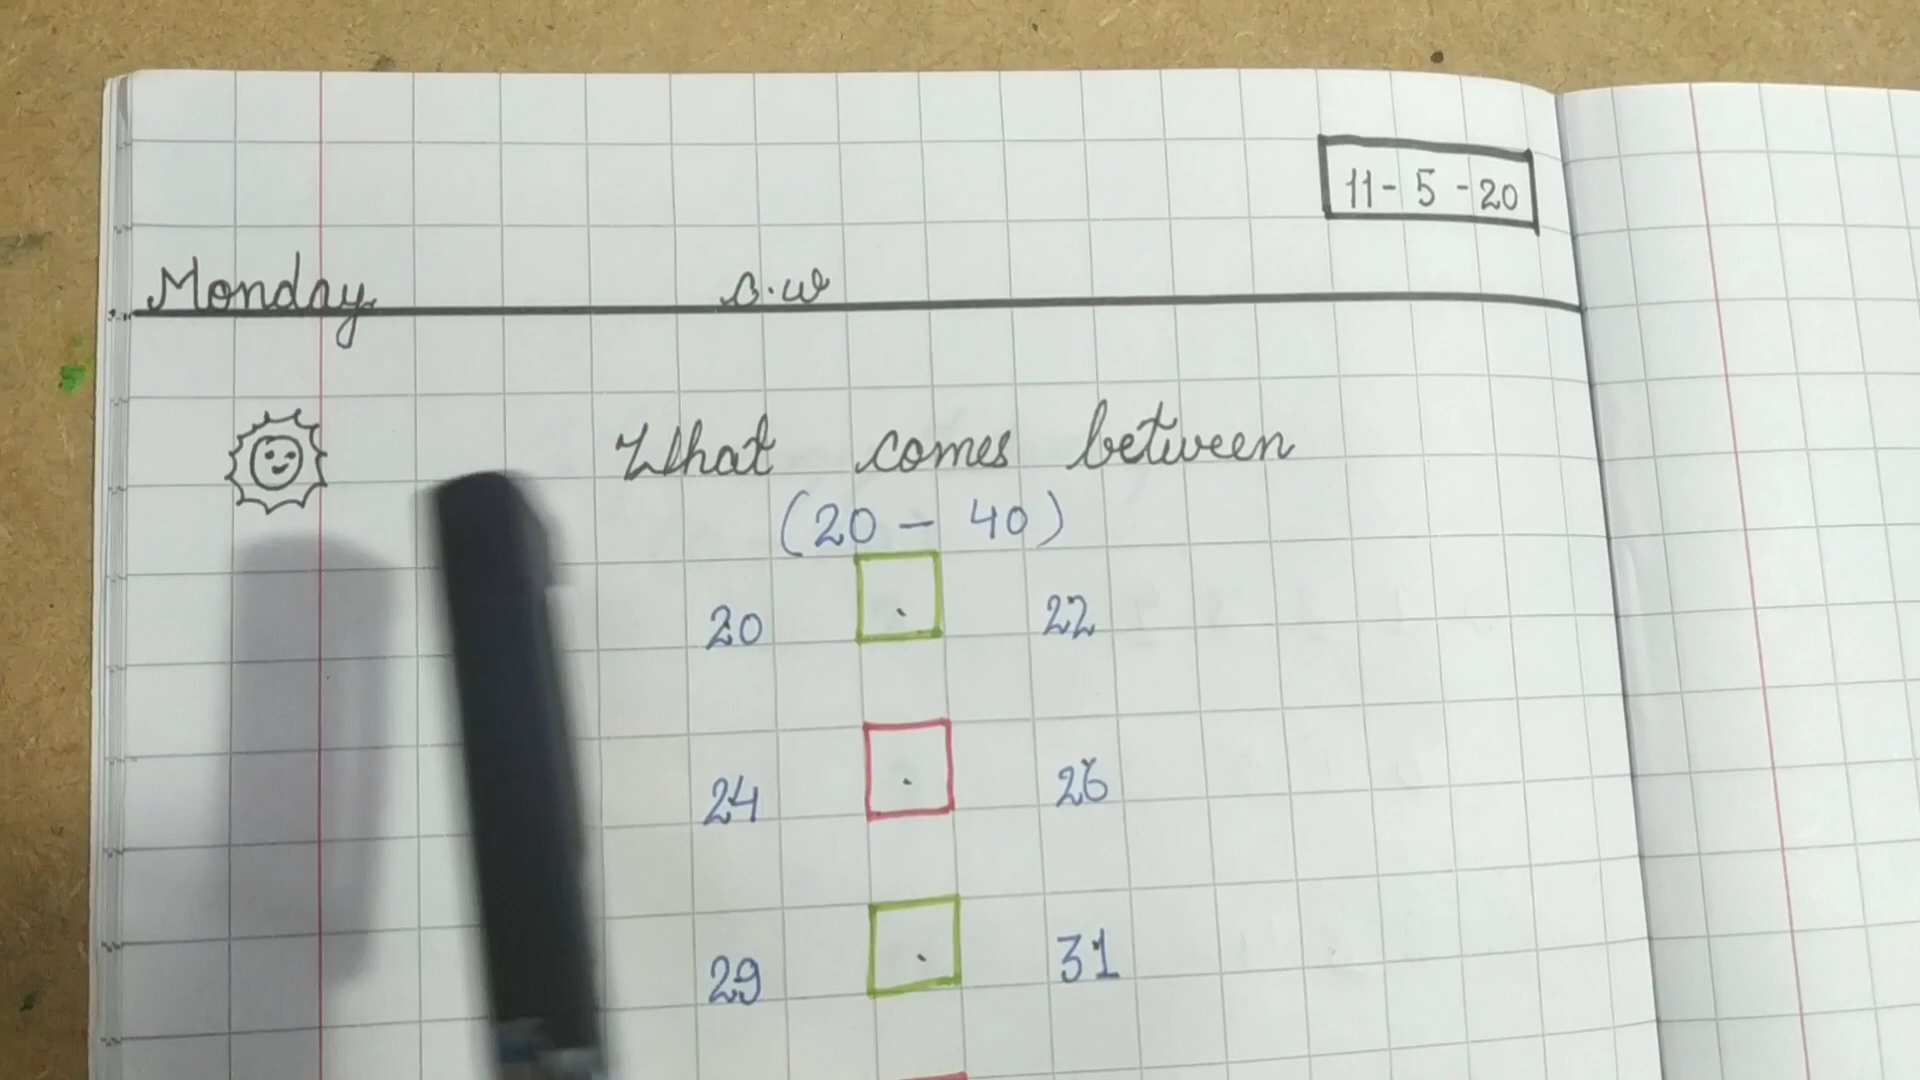 11 - 5 - 20
Monday C.W
What comes between
(20 - 40)
20 . 22
24 . 26
29 . 31